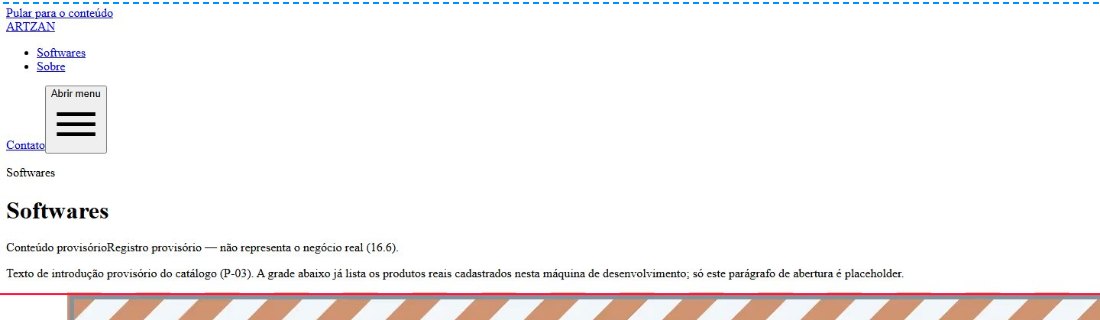 Pular para o conteúdo
ARTZAN
Softwares
Sobre
Abrir menu
Contato
Softwares
Softwares
Conteúdo provisórioRegistro provisório — não representa o negócio real (16.6).
Texto de introdução provisório do catálogo (P-03). A grade abaixo já lista os produtos reais cadastrados nesta máquina de desenvolvimento; só este parágrafo de abertura é placeholder.